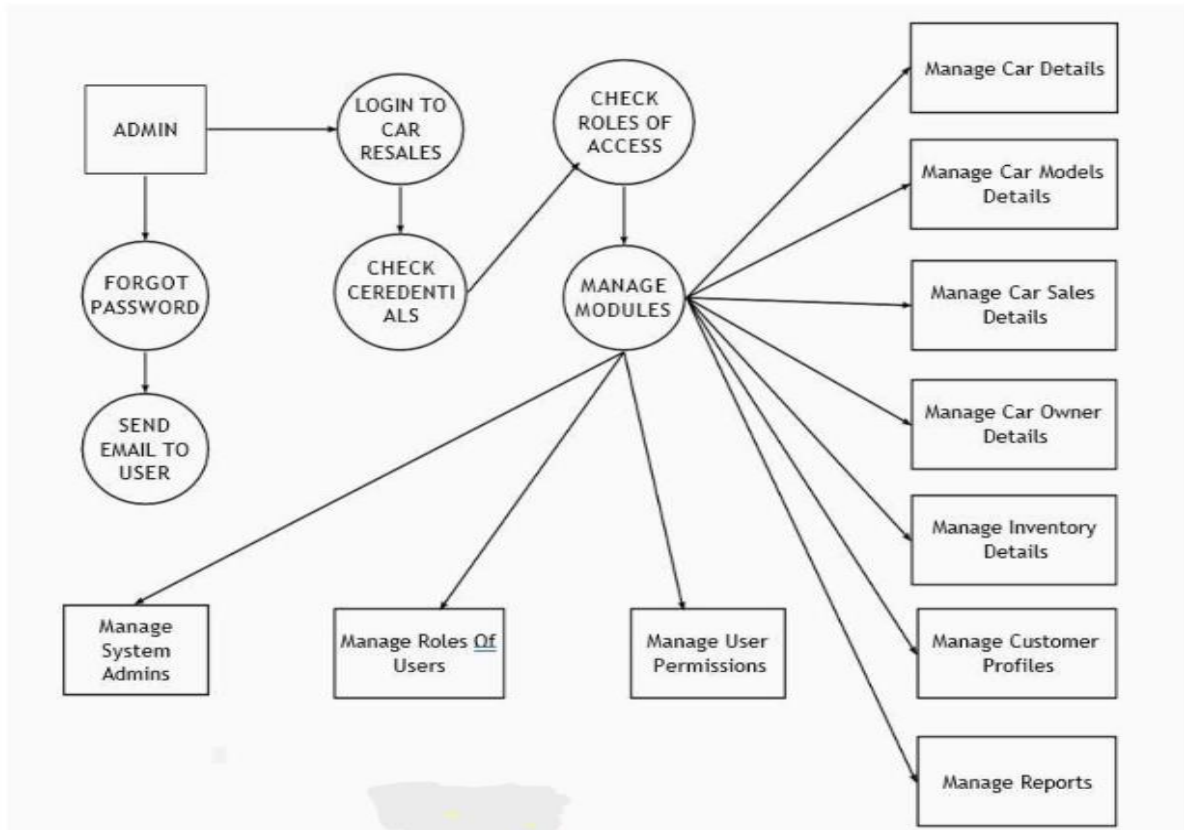 ADMIN
LOGIN TO
CAR
RESALES
CHECK
ROLES OF
ACCESS
FORGOT
PASSWORD
CHECK
CEREDENTI
ALS
MANAGE
MODULES
SEND
EMAIL TO
USER
Manage Car Details
Manage Car Models
Details
Manage Car Sales
Details
Manage Car Owner
Details
Manage Inventory
Details
Manage Customer
Profiles
Manage Reports
Manage
System
Admins
Manage Roles Of
Users
Manage User
Permissions